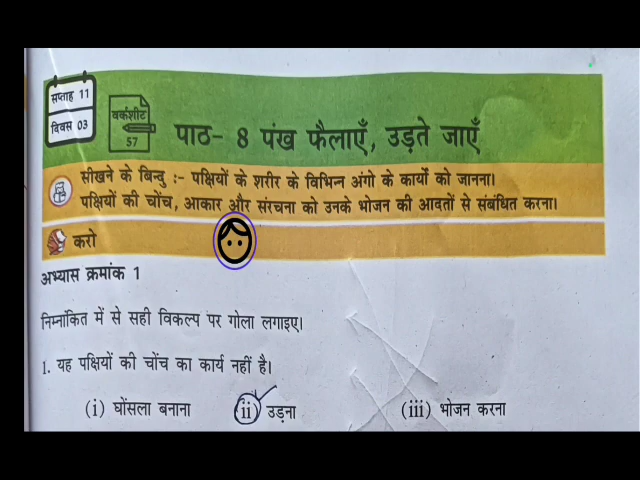 सप्ताह 11
दिवस 03
वर्कशीट
57
पाठ- 8 पंख फैलाएँ, उड़ते जाएँ
सीखने के बिन्दु :- पक्षियों के शरीर के विभिन्न अंगो के कार्यों को जानना।
पक्षियों की चोंच, आकार और संरचना को उनके भोजन की आदतों से संबंधित करना।
करो
अभ्यास क्रमांक 1
निम्नांकित में से सही विकल्प पर गोला लगाइए।
1. यह पक्षियों की चोंच का कार्य नहीं है।
(i) घोंसला बनाना (ii) उड़ना (iii) भोजन करना